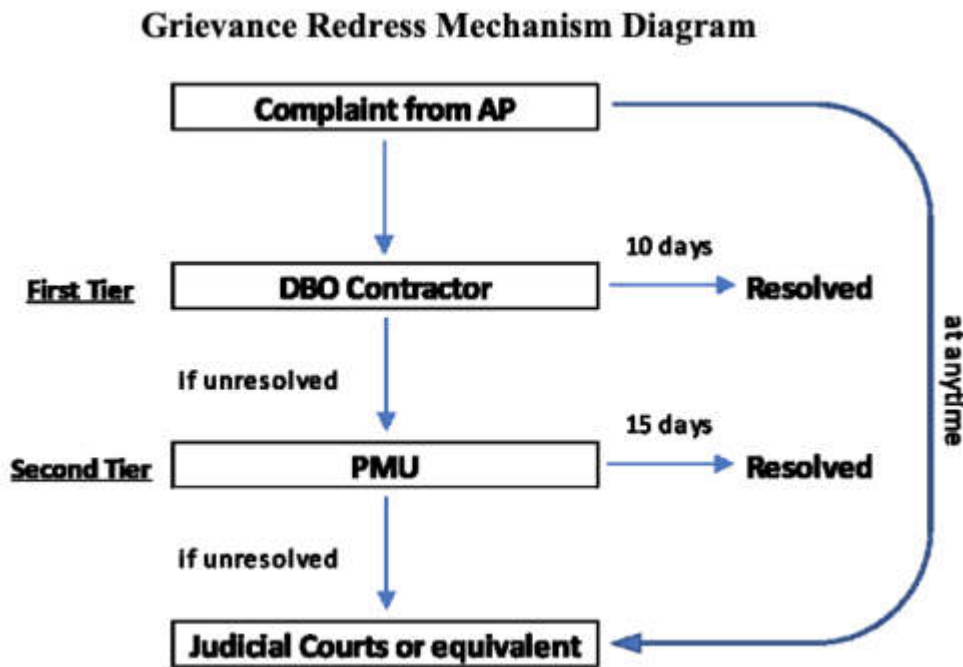 Grievance Redress Mechanism Diagram
Complaint from AP
10 days
First Tier
DBO Contractor
Resolved
at anytime
if unresolved
15 days
Second Tier
PMU
Resolved
if unresolved
Judicial Courts or equivalent